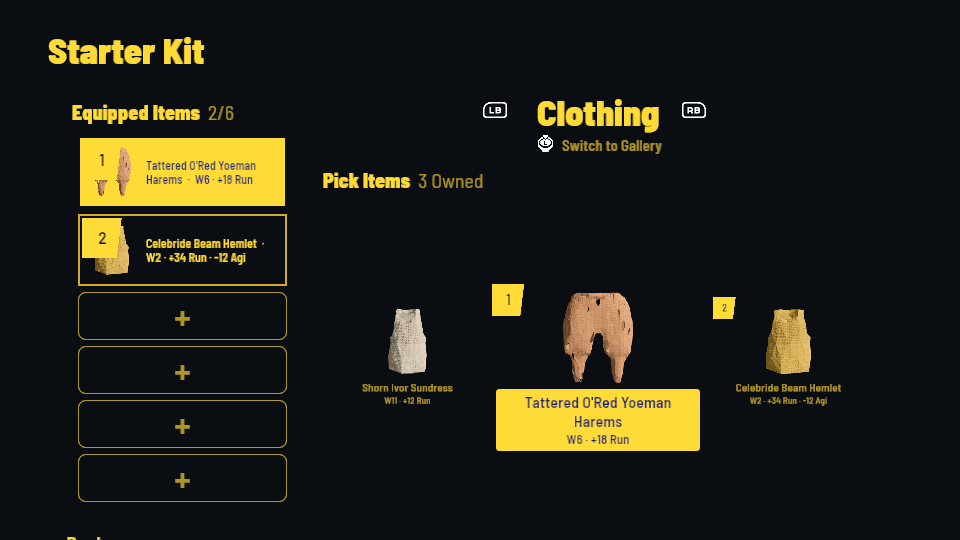 Starter Kit
Equipped Items 2/6
LB
Clothing
RB
L
Switch to Gallery
Pick Items 3 Owned
1
Tattered O'Red Yoeman
Harems · W6 · +18 Run
2
Celebride Beam Hemlet ·
W2 · +34 Run · -12 Agi
+
+
+
+
Shorn Ivor Sundress
W11 · +12 Run
1
Tattered O'Red Yoeman
Harems
W6 · +18 Run
2
Celebride Beam Hemlet
W2 · +34 Run · -12 Agi